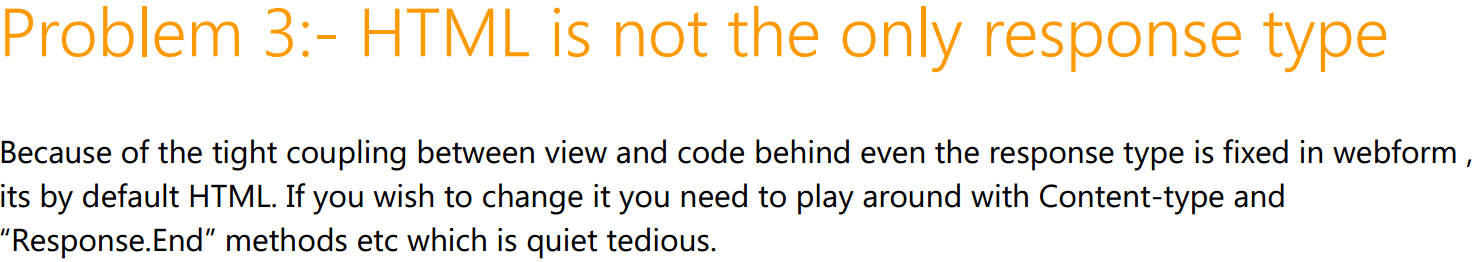 Problem 3:- HTML is not the only response type
Because of the tight coupling between view and code behind even the response type is fixed in webform ,
its by default HTML. If you wish to change it you need to play around with Content-type and
“Response.End” methods etc which is quiet tedious.